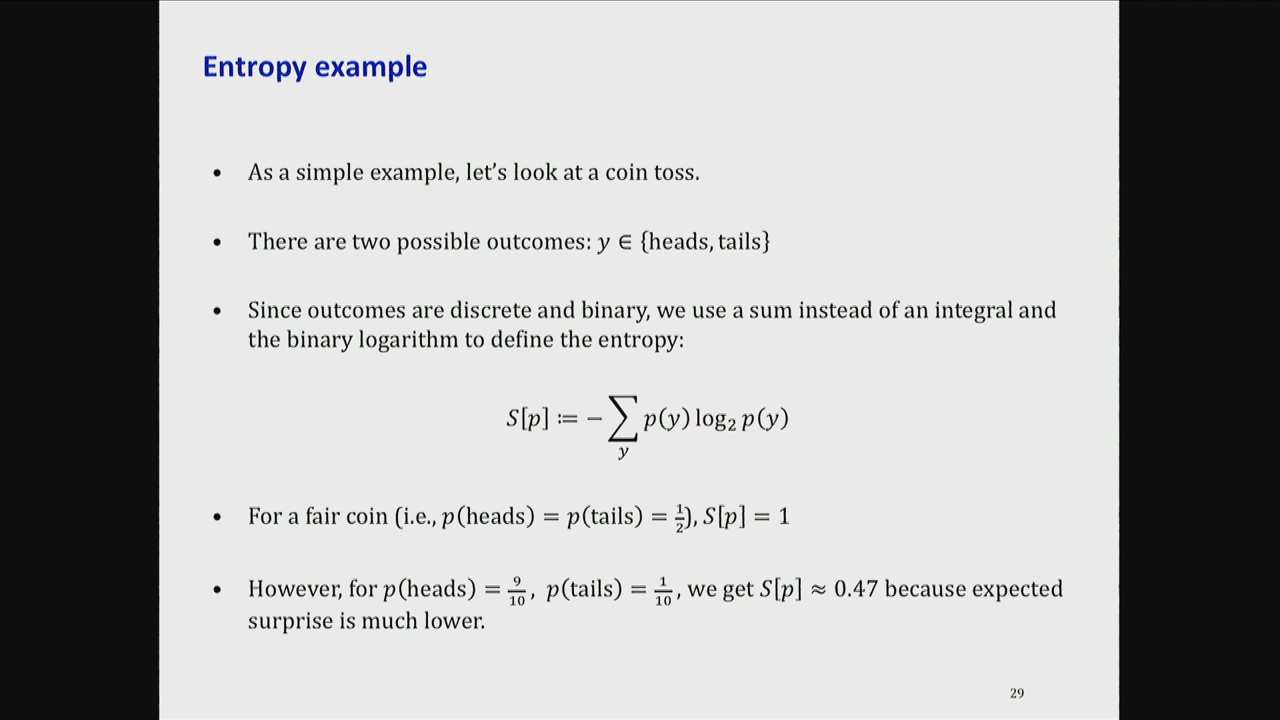 Entropy example
• As a simple example, let’s look at a coin toss.
• There are two possible outcomes: y ∈ {heads, tails}
• Since outcomes are discrete and binary, we use a sum instead of an integral and
the binary logarithm to define the entropy:
S[p] ≔ − ∑_y p(y) log₂ p(y)
• For a fair coin (i.e., p(heads) = p(tails) = 1/2), S[p] = 1
• However, for p(heads) = 9/10, p(tails) = 1/10, we get S[p] ≈ 0.47 because expected
surprise is much lower.
29